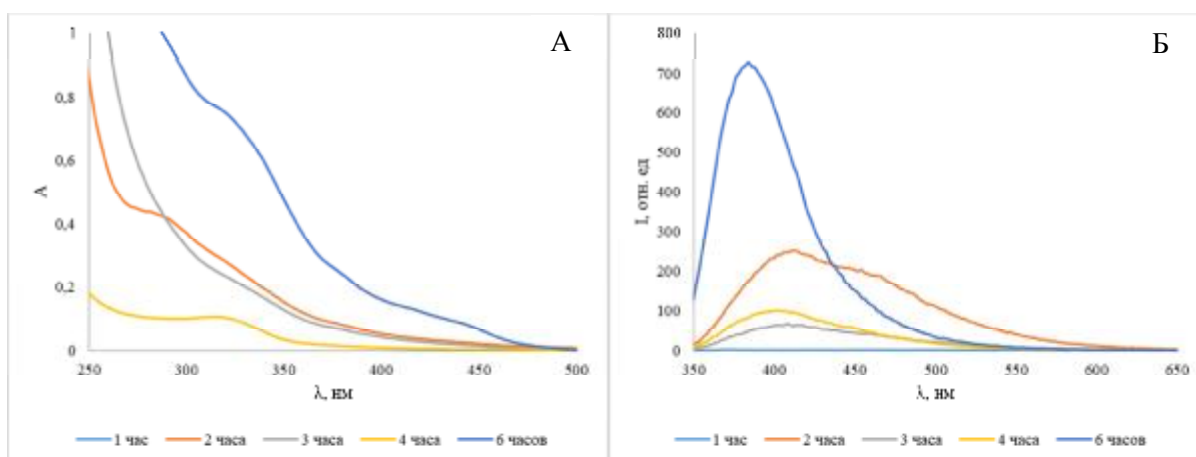 А
1
0,8
0,6
0,4
0,2
0
A
250 300 350 400 450 500
λ, нм
1 час 2 часа 3 часа 4 часа 6 часов
Б
800
700
600
500
400
300
200
100
0
I, отн. ед
350 400 450 500 550 600 650
λ, нм
1 час 2 часа 3 часа 4 часа 6 часов